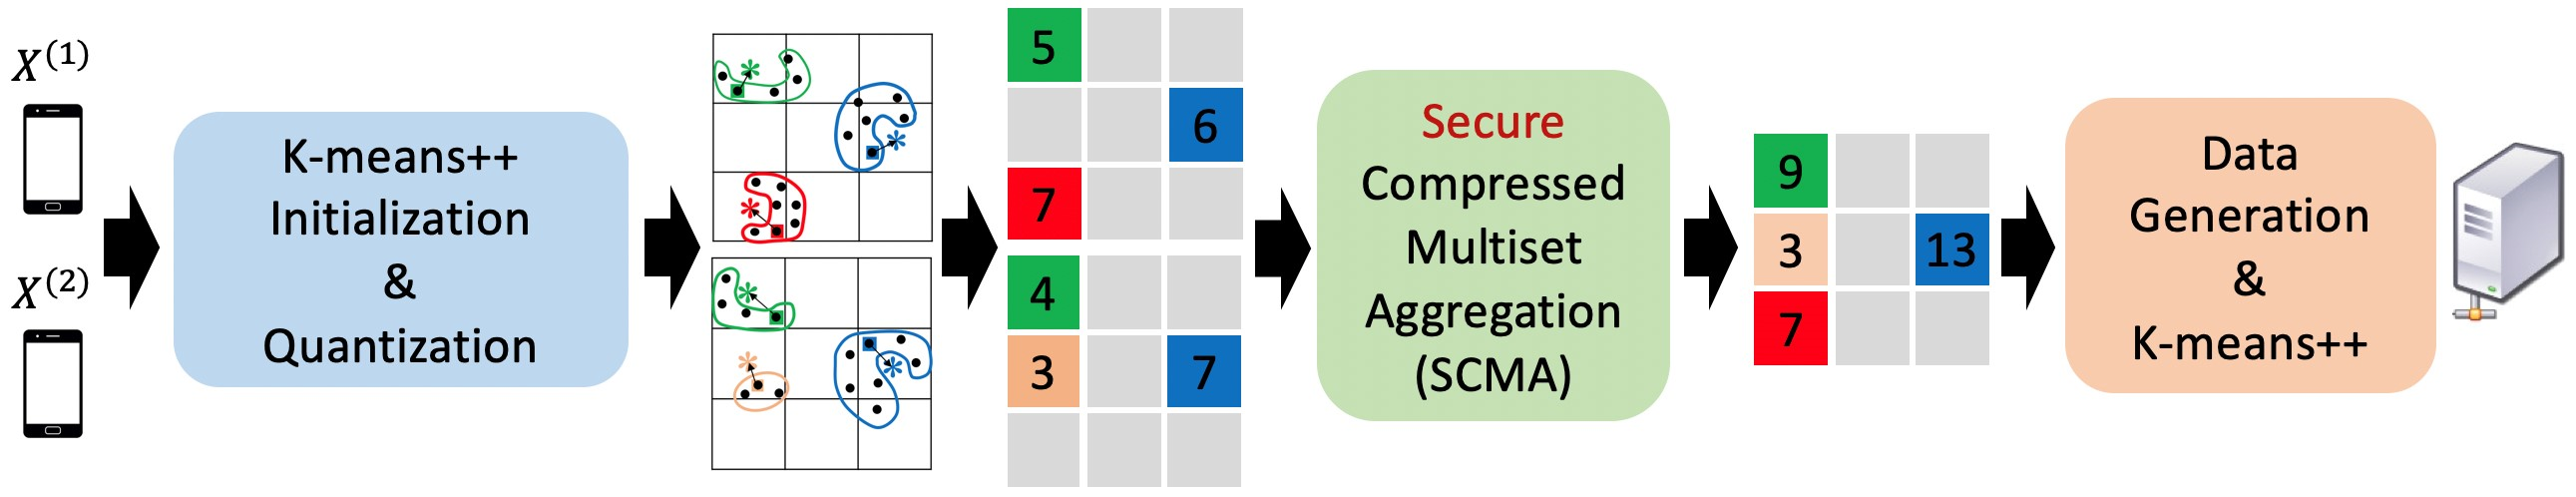 X(1)
X(2)
K-means++
Initialization
&
Quantization
5
6
7
4
3 7
Secure
Compressed
Multiset
Aggregation
(SCMA)
9
3 13
7
Data
Generation
&
K-means++